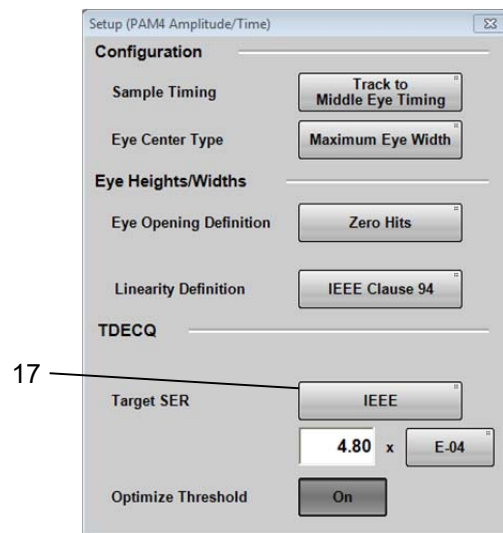 Setup (PAM4 Amplitude/Time)
Configuration
Sample Timing
Track to
Middle Eye Timing
Eye Center Type
Maximum Eye Width
Eye Heights/Widths
Eye Opening Definition
Zero Hits
Linearity Definition
IEEE Clause 94
TDECQ
17
Target SER
IEEE
4.80 x E-04
Optimize Threshold
On